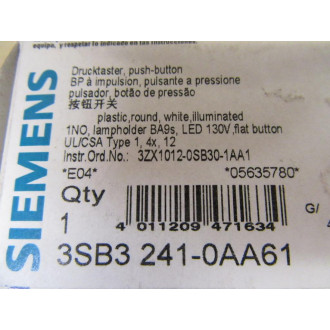 equipo, y respetar lo indicado en las instrucciones
SIEMENS
Drucktaster, push-button
BP à impulsion, pulsante a pressione
pulsador, botão de pressão
按钮开关
plastic,round, white,illuminated
1NO, lampholder BA9s, LED 130V,flat button
UL/CSA Type 1, 4x, 12
Instr.Ord.No.: 3ZX1012-0SB30-1AA1
*E04* *05635780*
Qty
1
G/
4 011209 471634
3SB3 241-0AA61